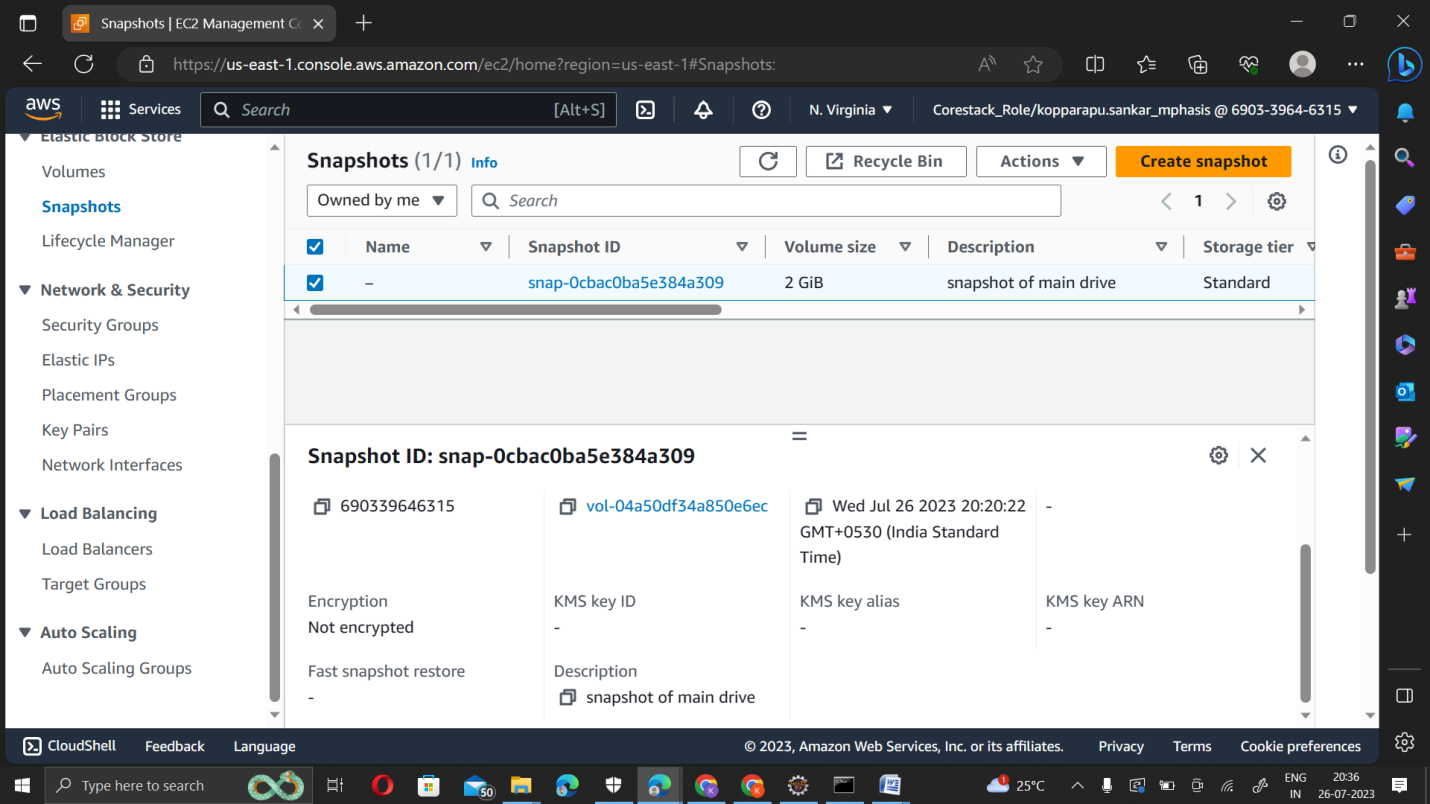 Snapshots | EC2 Management Co
https://us-east-1.console.aws.amazon.com/ec2/home?region=us-east-1#Snapshots:
aws
Services
Search
[Alt+S]
N. Virginia
Corestack_Role/kopparapu.sankar_mphasis @ 6903-3964-6315
Elastic Block Store
Volumes
Snapshots
Lifecycle Manager
Network & Security
Security Groups
Elastic IPs
Placement Groups
Key Pairs
Network Interfaces
Load Balancing
Load Balancers
Target Groups
Auto Scaling
Auto Scaling Groups
Snapshots (1/1) Info
Recycle Bin
Actions
Create snapshot
Owned by me
Search
1
Name
Snapshot ID
Volume size
Description
Storage tier
–
snap-0cbac0ba5e384a309
2 GiB
snapshot of main drive
Standard
Snapshot ID: snap-0cbac0ba5e384a309
690339646315
vol-04a50df34a850e6ec
Wed Jul 26 2023 20:20:22
GMT+0530 (India Standard
Time)
-
Encryption
Not encrypted
KMS key ID
-
KMS key alias
-
KMS key ARN
-
Fast snapshot restore
-
Description
snapshot of main drive
CloudShell
Feedback
Language
© 2023, Amazon Web Services, Inc. or its affiliates.
Privacy
Terms
Cookie preferences
Type here to search
50
1
25°C
ENG
IN
20:36
26-07-2023